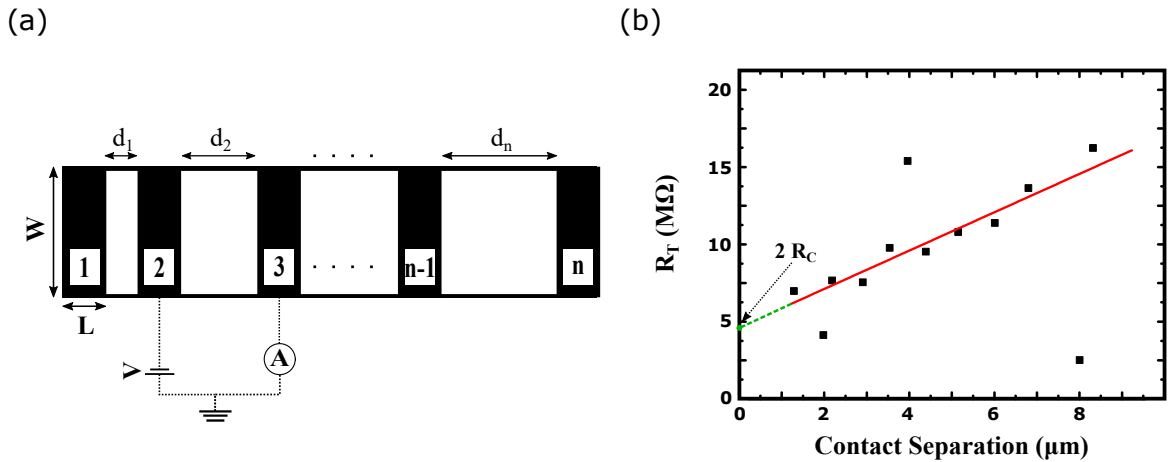 (a)
d1
d2
. . . .
dn
W
1
2
3
. . . .
n-1
n
L
V
A
(b)
20
15
10
5
0
RT (MΩ)
2 RC
0
2
4
6
8
Contact Separation (μm)